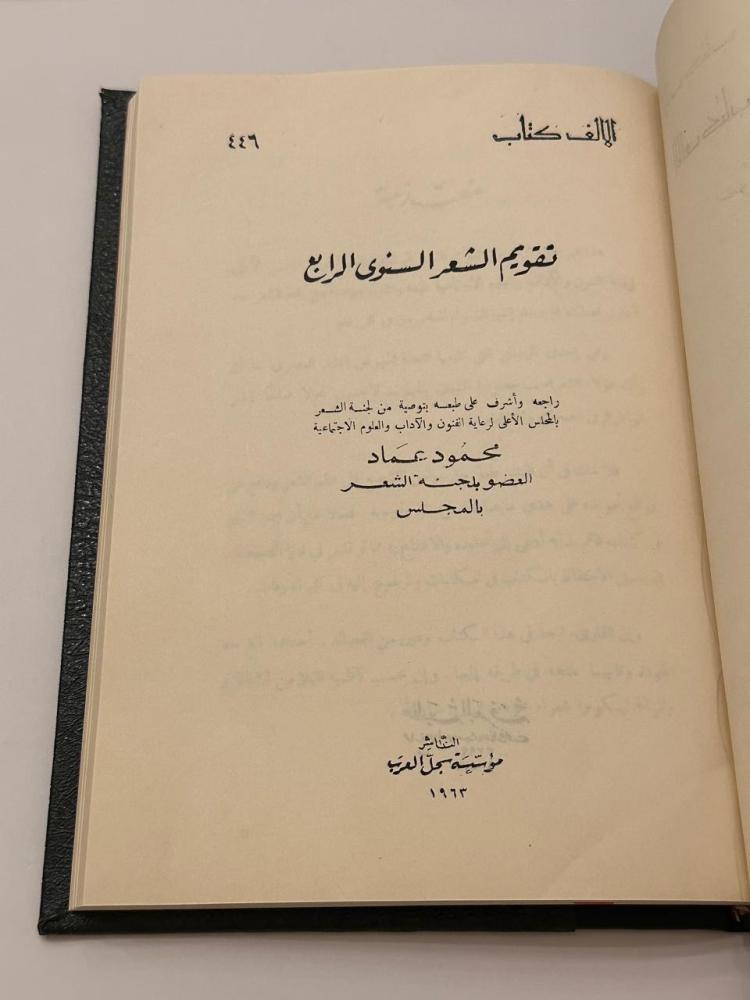 الألف كتاب
٤٤٦
تقويم الشعر السنوى الرابع
راجعه وأشرف على طبعه بتوصية من لجنة الشعر
بالمجلس الأعلى لرعاية الفنون والآداب والعلوم الاجتماعية
محمود عماد
العضو بلجنة الشعر
بالمجلس
الناشر
مؤسسة سجل العرب
١٩٦٣